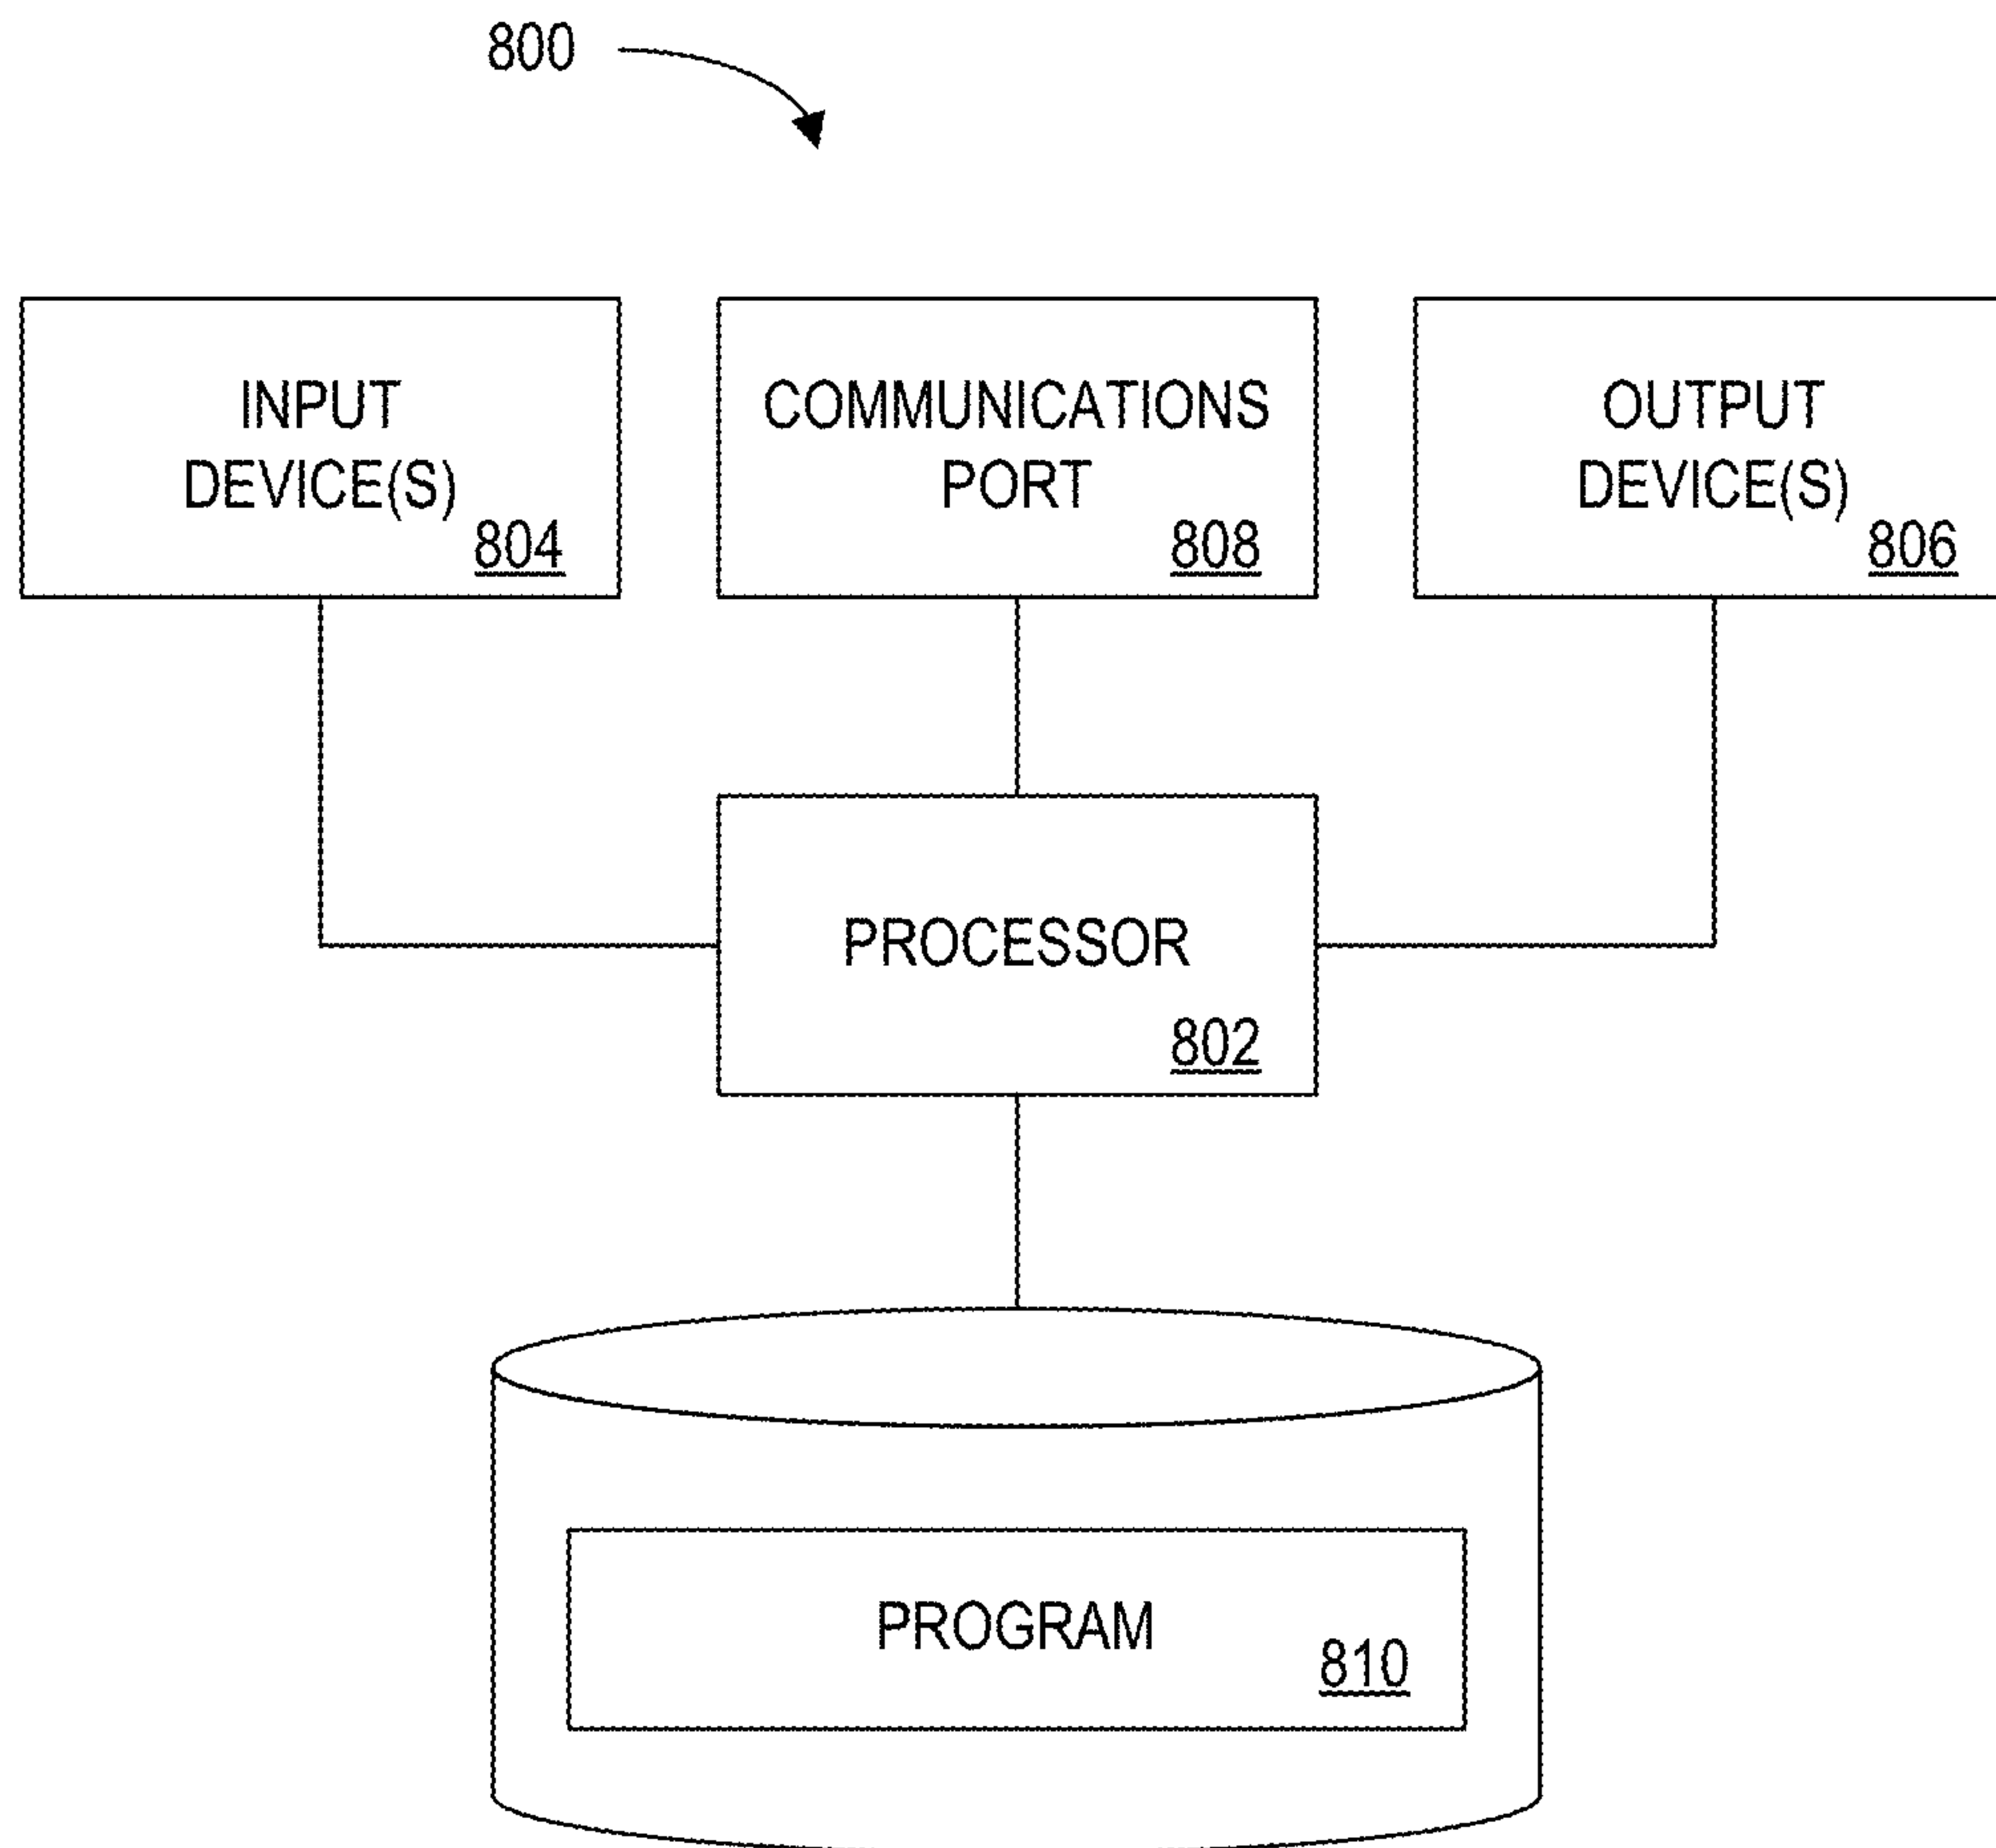 800
INPUT
DEVICE(S)
804
COMMUNICATIONS
PORT
808
OUTPUT
DEVICE(S)
806
PROCESSOR
802
PROGRAM
810